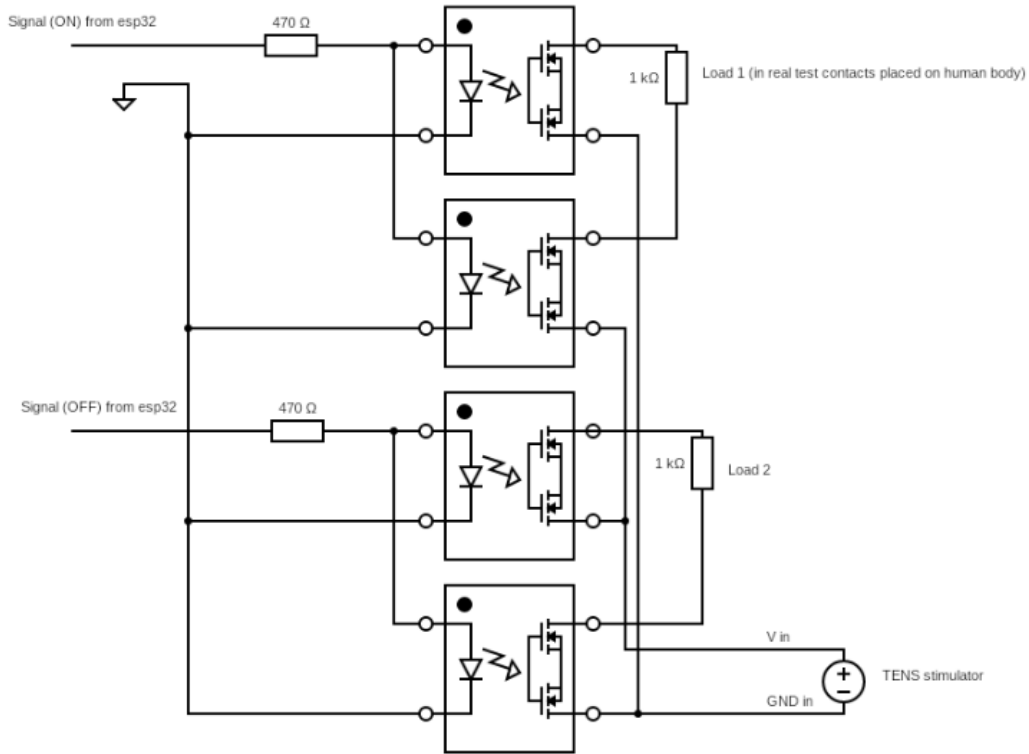 Signal (ON) from esp32
470 Ω
1 kΩ
Load 1 (in real test contacts placed on human body)
Signal (OFF) from esp32
470 Ω
1 kΩ
Load 2
V in
TENS stimulator
GND in